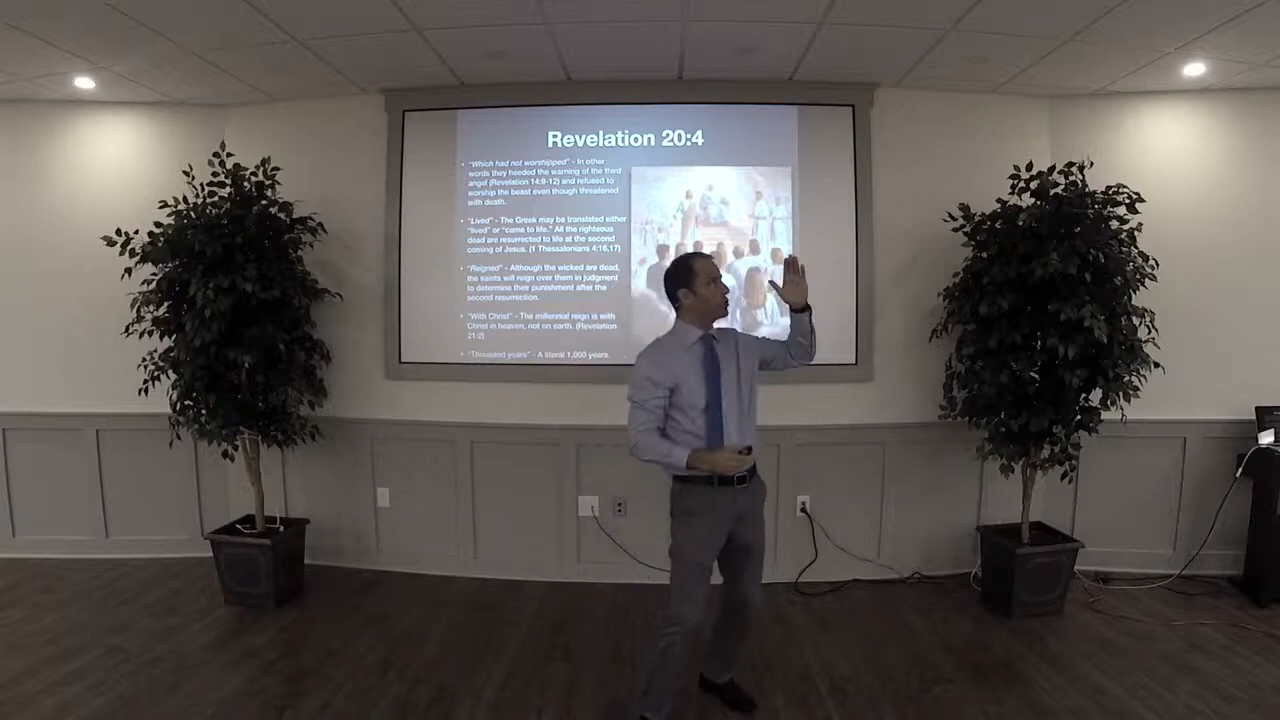 Revelation 20:4
• "Which had not worshipped" - In other
words they heeded the warning of the third
angel (Revelation 14:9-12) and refused to
worship the beast even though threatened
with death.
• "Lived" - The Greek may be translated either
"lived" or "came to life." All the righteous
dead are resurrected to life at the second
coming of Jesus. (1 Thessalonians 4:16,17)
• "Reigned" - Although the wicked are dead,
the saints will reign over them in judgment
to determine their punishment after the
second resurrection.
• "With Christ" - The millennial reign is with
Christ in heaven, not on earth. (Revelation
21:2)
• "Thousand years" - A literal 1,000 years.